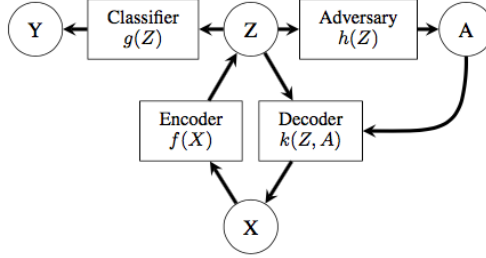 Y
Classifier
g(Z)
Z
Adversary
h(Z)
A
Encoder
f(X)
Decoder
k(Z, A)
X